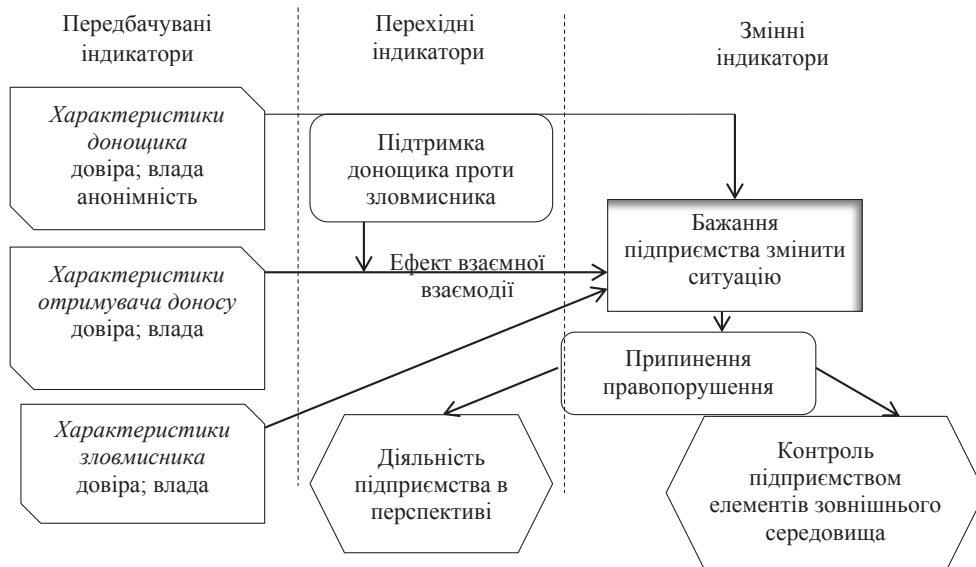 Передбачувані
індикатори
Перехідні
індикатори
Змінні
індикатори
Характеристики
донощика
довіра; влада
анонімність
Підтримка
донощика проти
зловмисника
Бажання
підприємства змінити
ситуацію
Характеристики
отримувача доносу
довіра; влада
Ефект взаємної
взаємодії
Припинення
правопорушення
Характеристики
зловмисника
довіра; влада
Діяльність
підприємства в
перспективі
Контроль
підприємством
елементів зовнішнього
середовища